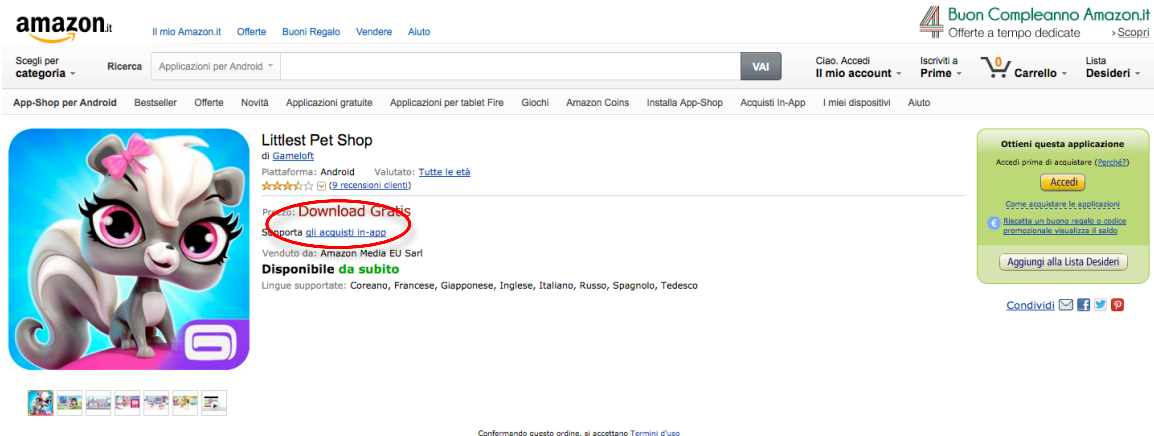 amazon.it
Il mio Amazon.it Offerte Buoni Regalo Vendere Aiuto
4 Buon Compleanno Amazon.it
Offerte a tempo dedicate › Scopri
Scegli per
categoria
Ricerca
Applicazioni per Android
VAI
Ciao. Accedi
Il mio account
Iscriviti a
Prime
0
Carrello
Lista
Desideri
App-Shop per Android Bestseller Offerte Novità Applicazioni gratuite Applicazioni per tablet Fire Giochi Amazon Coins Installa App-Shop Acquisti In-App I miei dispositivi Aiuto
Littlest Pet Shop
di Gameloft
Piattaforma: Android Valutato: Tutte le età
(9 recensioni clienti)
Prezzo: Download Gratis
Supporta gli acquisti in-app
Venduto da: Amazon Media EU Sarl
Disponibile da subito
Lingue supportate: Coreano, Francese, Giapponese, Inglese, Italiano, Russo, Spagnolo, Tedesco
Ottieni questa applicazione
Accedi prima di acquistare (Perché?)
Accedi
Come acquistare le applicazioni
Riscatta un buono regalo o codice
promozionale visualizza il saldo
Aggiungi alla Lista Desideri
Condividi
Confermando questo ordine, si accettano Termini d'uso